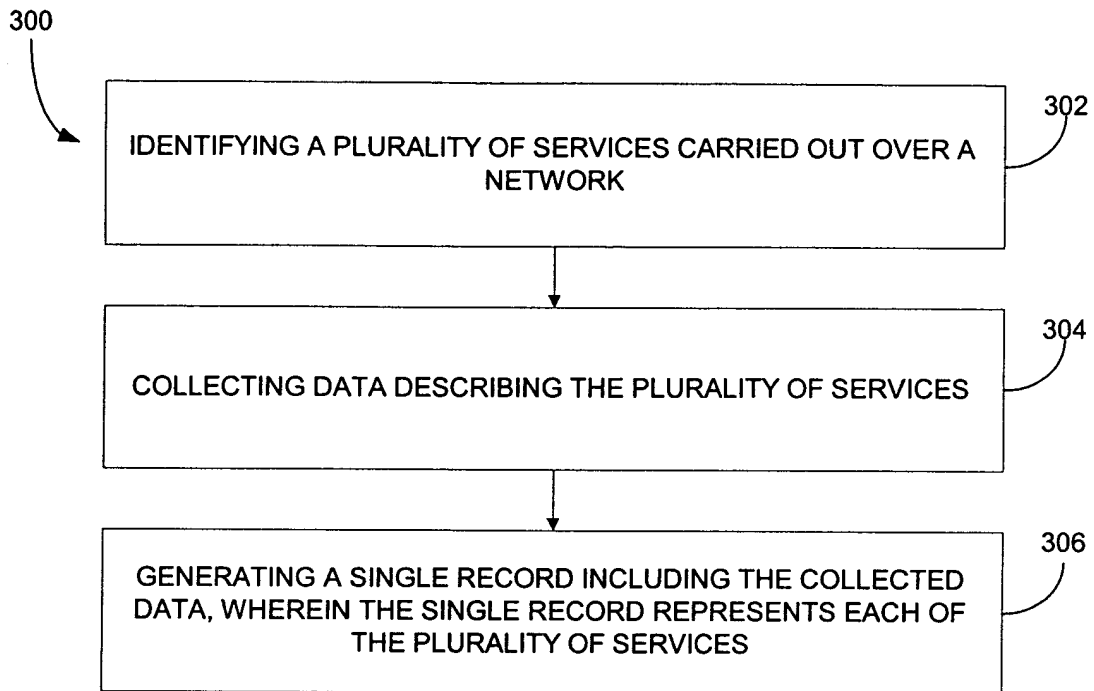 300
302
IDENTIFYING A PLURALITY OF SERVICES CARRIED OUT OVER A
NETWORK
304
COLLECTING DATA DESCRIBING THE PLURALITY OF SERVICES
306
GENERATING A SINGLE RECORD INCLUDING THE COLLECTED
DATA, WHEREIN THE SINGLE RECORD REPRESENTS EACH OF
THE PLURALITY OF SERVICES